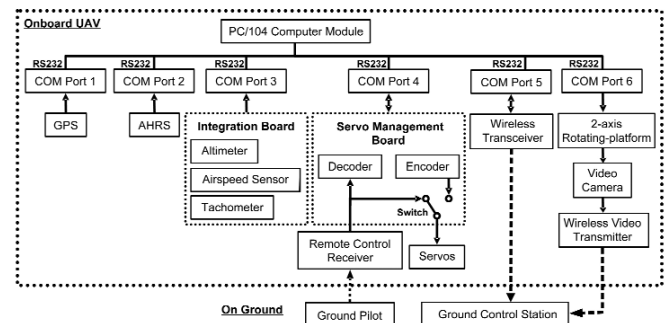 Onboard UAV
PC/104 Computer Module
RS232
RS232
RS232
RS232
RS232
RS232
COM Port 1
COM Port 2
COM Port 3
COM Port 4
COM Port 5
COM Port 6
GPS
AHRS
Integration Board
Altimeter
Airspeed Sensor
Tachometer
Servo Management
Board
Decoder
Encoder
Switch
Wireless
Transceiver
2-axis
Rotating-platform
Video
Camera
Wireless Video
Transmitter
Remote Control
Receiver
Servos
On Ground
Ground Pilot
Ground Control Station